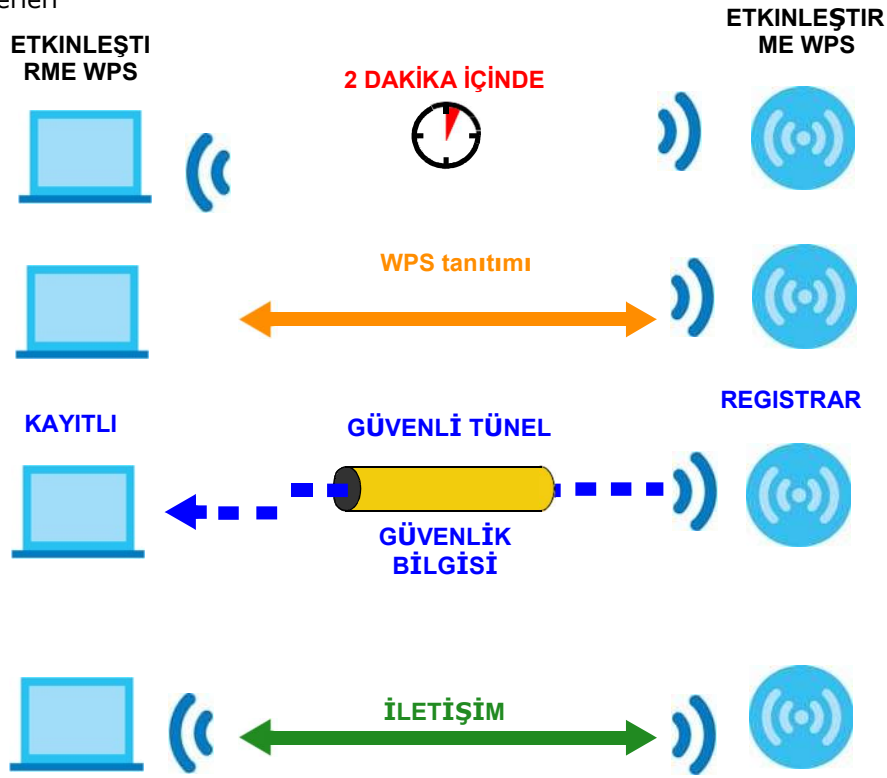 ETKINLEŞTI
RME WPS
2 DAKİKA İÇİNDE
ETKINLEŞTIR
ME WPS
WPS tanıtımı
KAYITLI
GÜVENLİ TÜNEL
REGISTRAR
GÜVENLİK
BİLGİSİ
İLETİŞİM